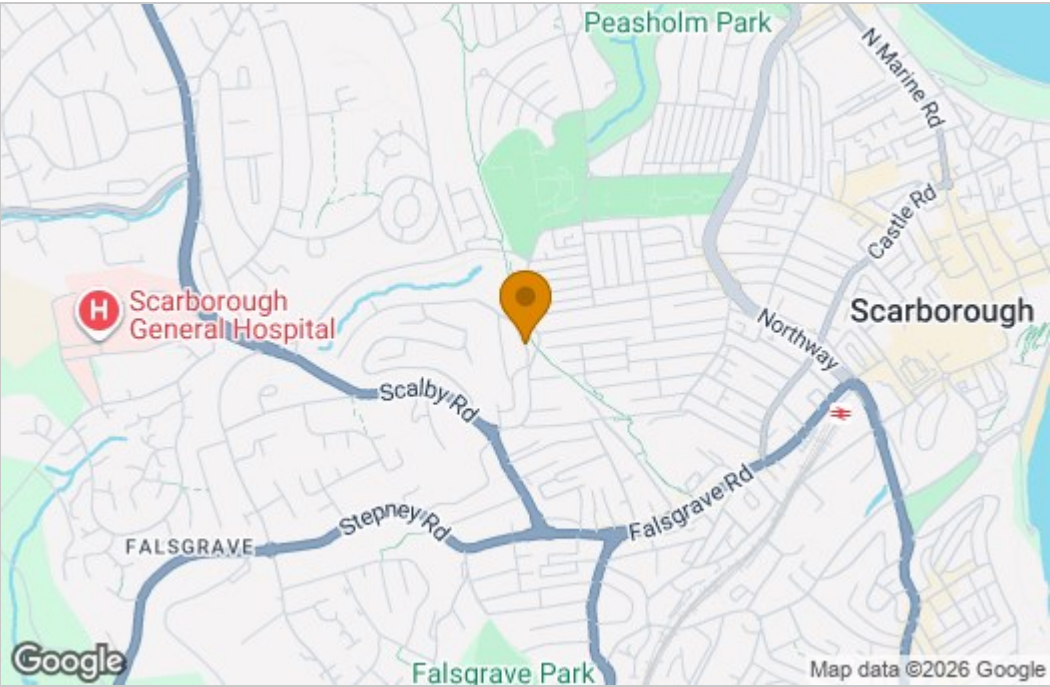 Peasholm Park
N Marine Rd
Castle Rd
Scarborough
Northway
H
Scarborough
General Hospital
Scalby Rd
Falsgrave Rd
Stepney Rd
FALSGRAVE
Falsgrave Park
Google
Map data ©2026 Google